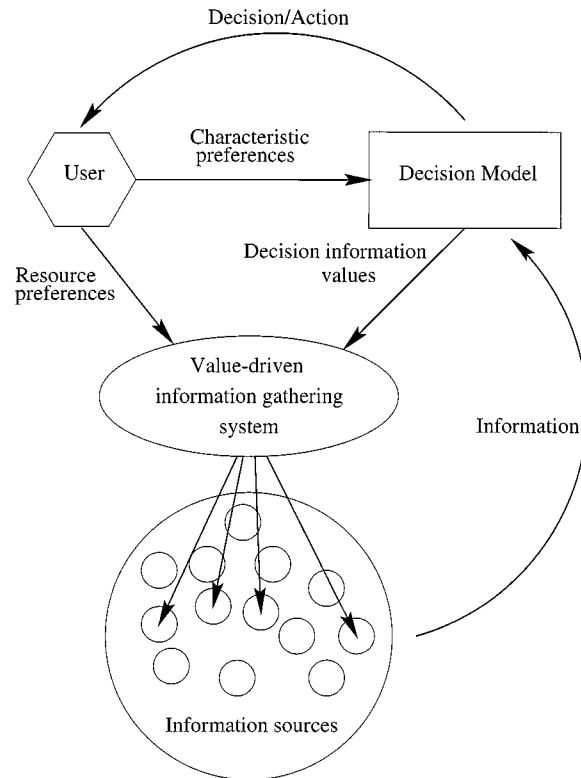 Decision/Action
Characteristic
preferences
User
Decision Model
Resource
preferences
Decision information
values
Value-driven
information gathering
system
Information
Information sources